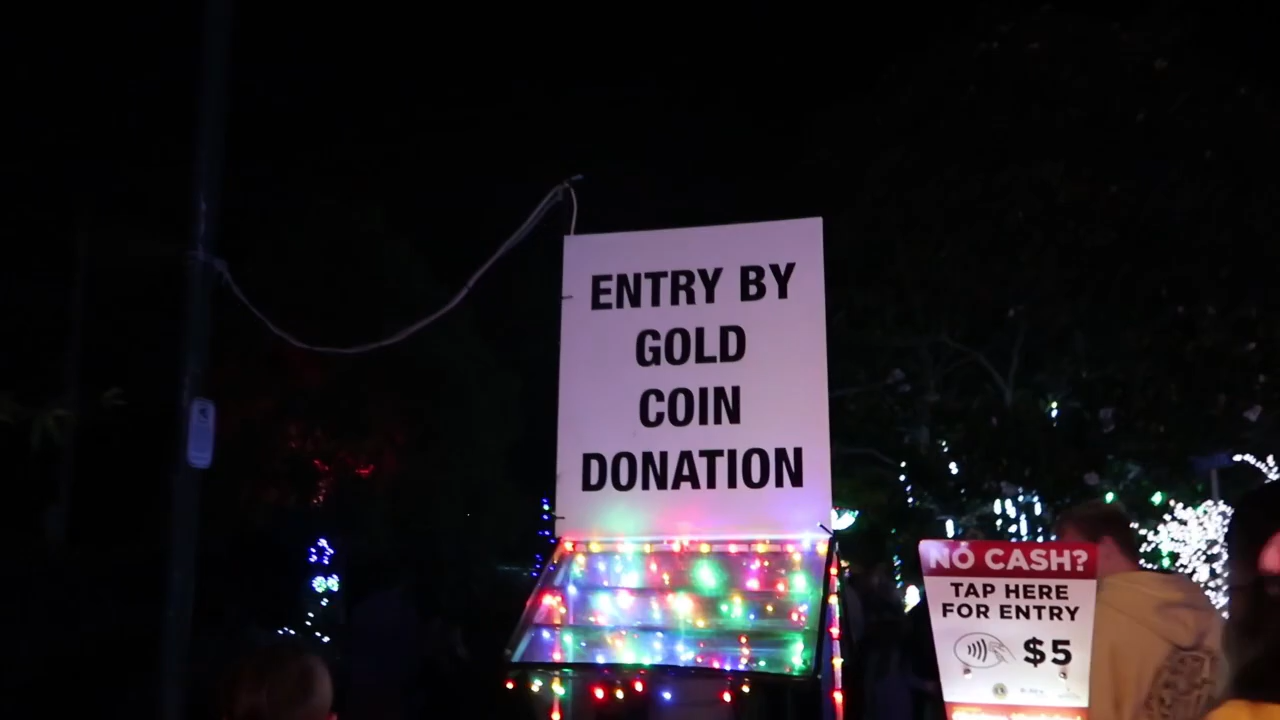 ENTRY BY
GOLD
COIN
DONATION
NO CASH?
TAP HERE
FOR ENTRY
$5